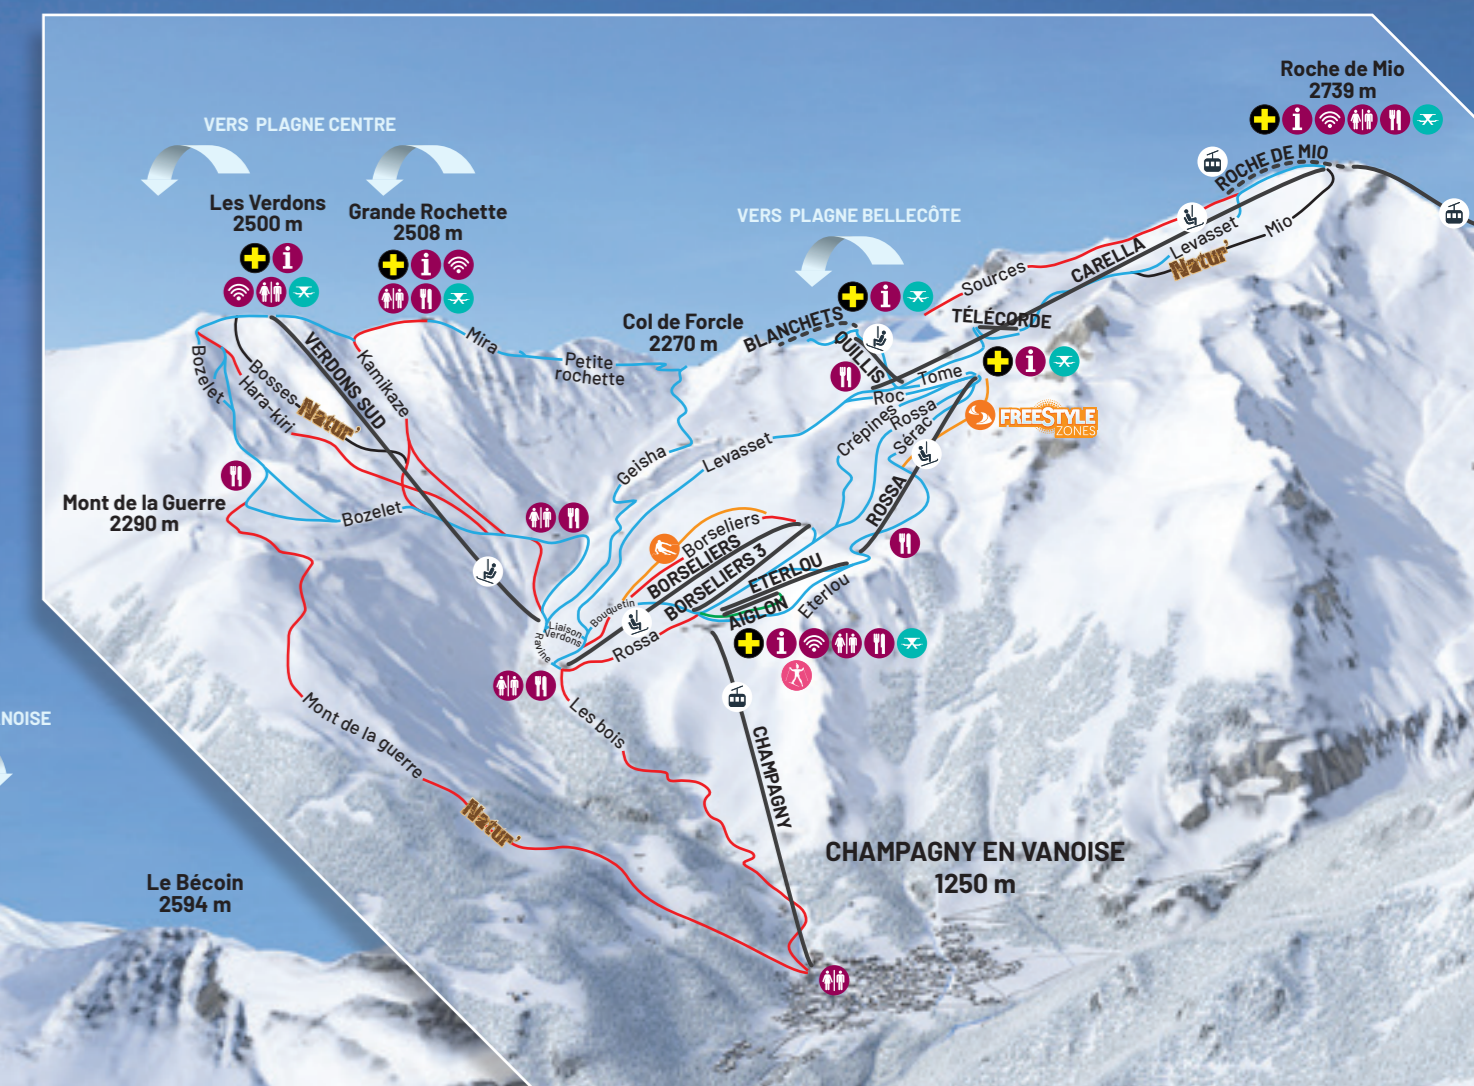 Roche de Mio
2739 m
VERS PLAGNE CENTRE
ROCHE DE MIO
Les Verdons
2500 m
Grande Rochette
2508 m
VERS PLAGNE BELLECÔTE
Levasset
Mio
Natur'
CARELLA
Sources
TÉLÉCORDE
BLANCHETS
QUILLIS
Col de Forcle
2270 m
VERDONS SUD
Kamikaze
Mira
Petite
rochette
Bozelet
Bosses
Hara-kiri
Natur'
Tome
Roc
Crépines
Rossa
Sérac
FREESTYLE
ZONES
Levasset
Geisha
ROSSA
Mont de la Guerre
2290 m
Bozelet
Borseliers
BORSELIERS
BORSELIERS 3
ETERLOU
AIGLON
Eterlou
Bouquetin
Liaison
Verdons
Ravine
Rossa
Les bois
Mont de la guerre
NOISE
CHAMPAGNY
Natur'
CHAMPAGNY EN VANOISE
1250 m
Le Bécoin
2594 m